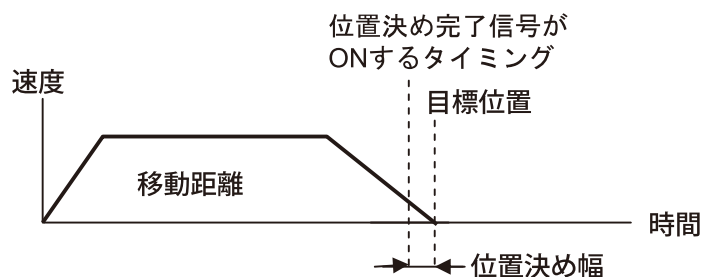 位置決め完了信号が
ONするタイミング
速度
目標位置
移動距離
時間
位置決め幅